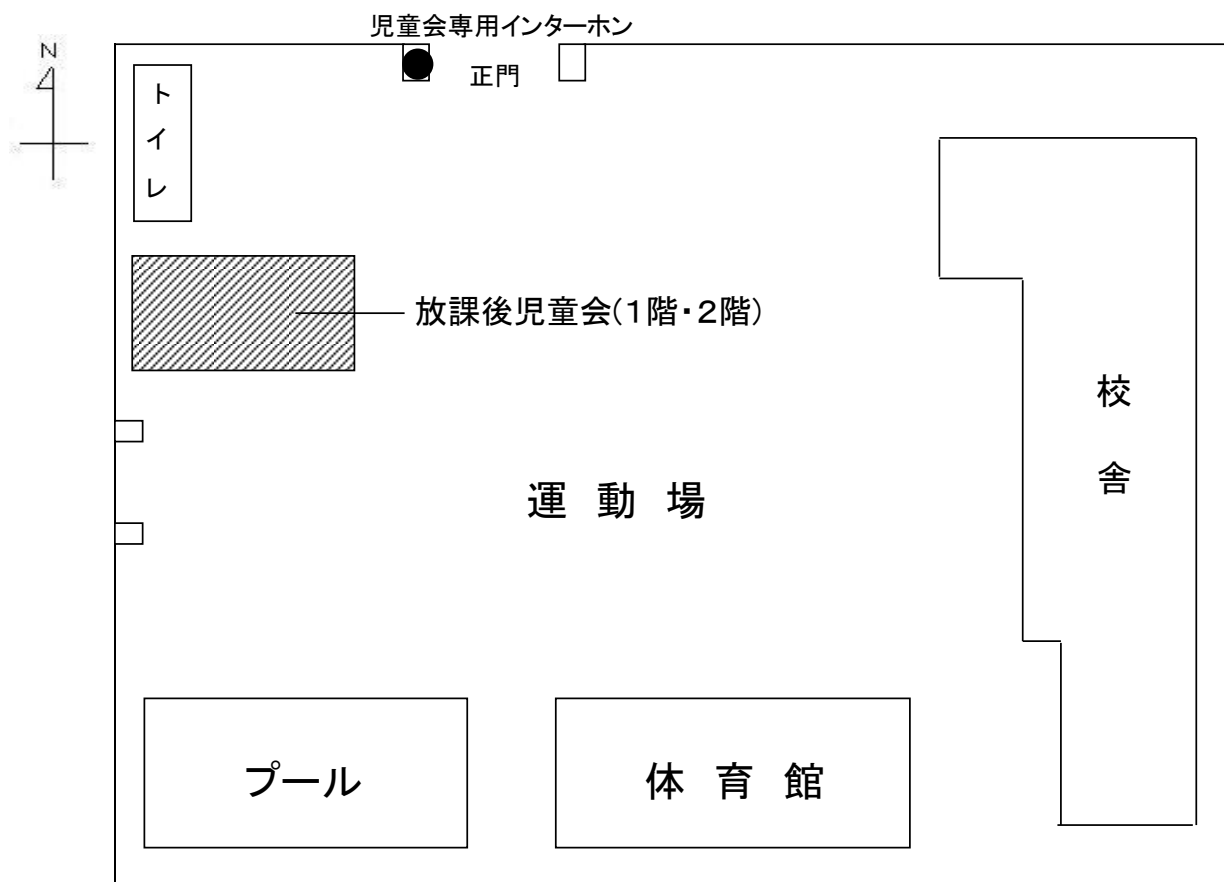 児童会専用インターホン
N
正門
トイレ
放課後児童会(1階・2階)
校舎
運動場
プール
体育館